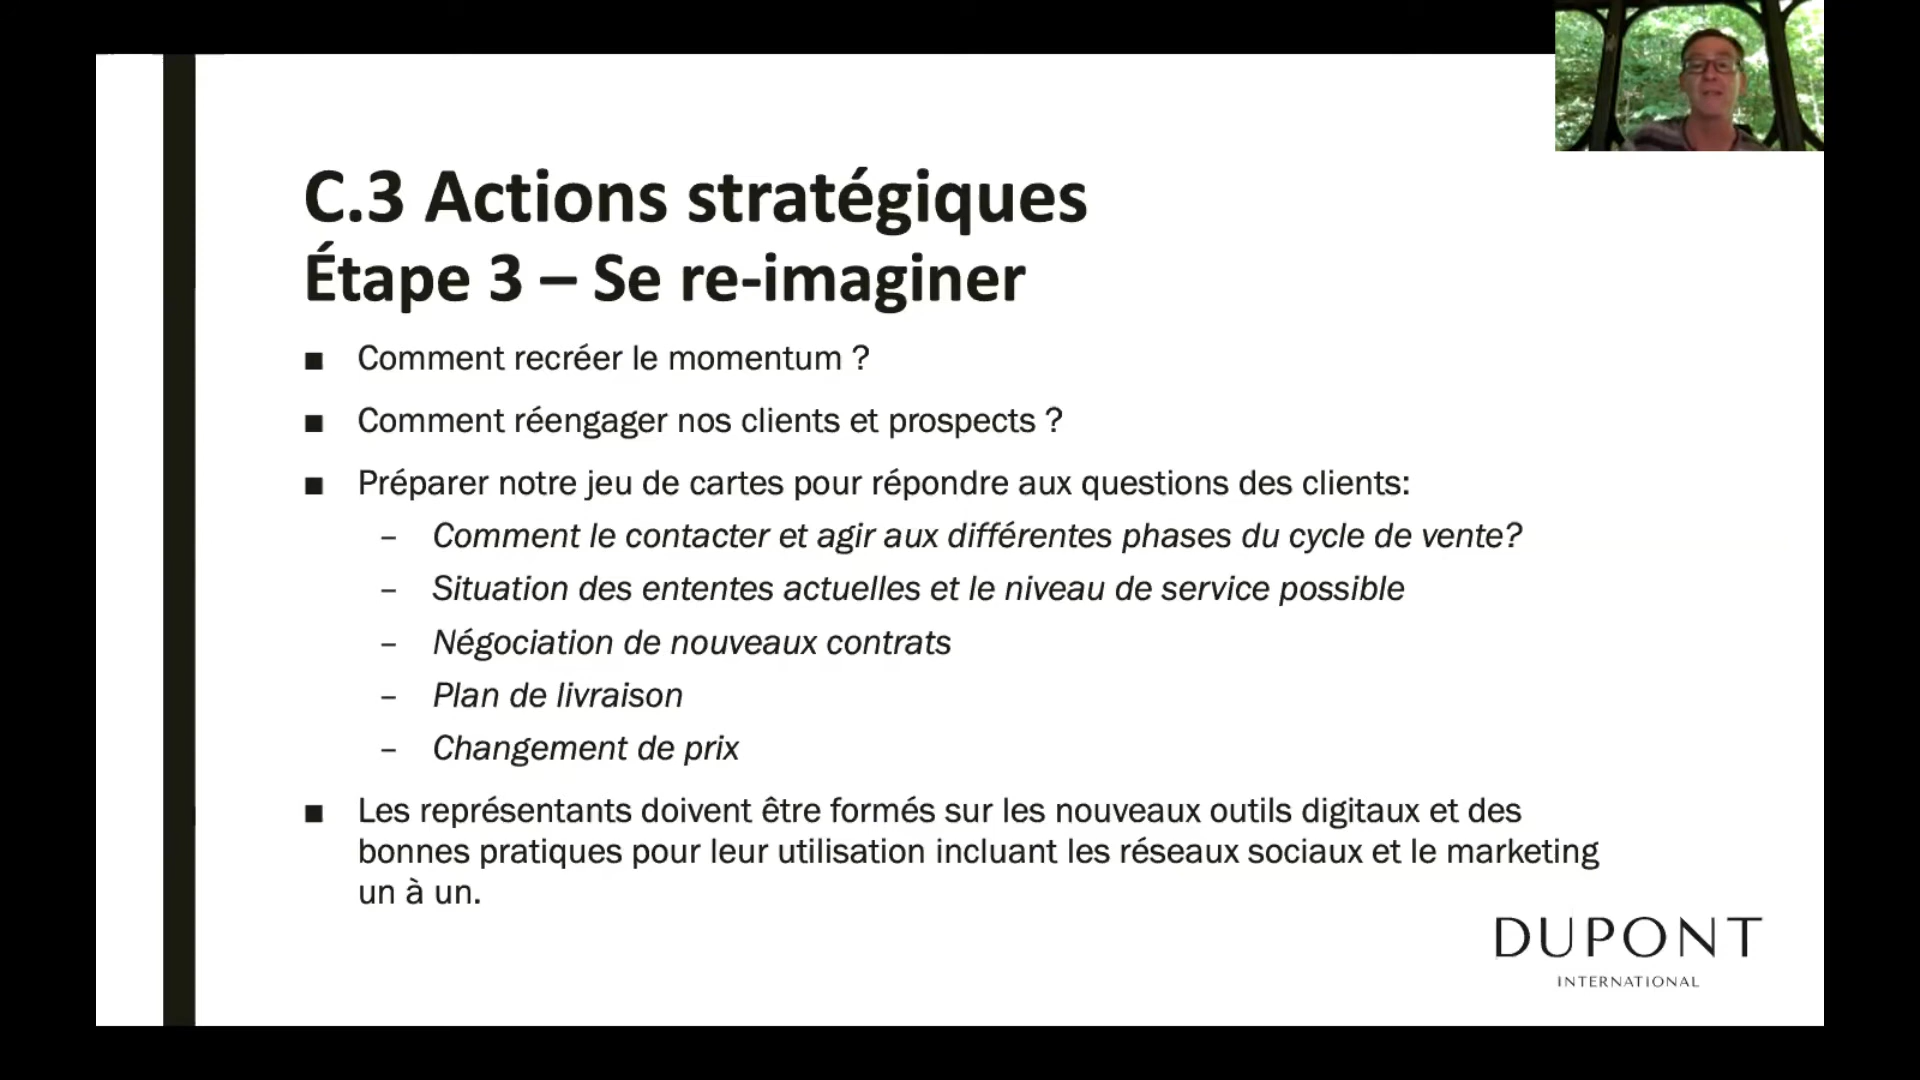 C.3 Actions stratégiques
Étape 3 – Se re-imaginer
■ Comment recréer le momentum ?
■ Comment réengager nos clients et prospects ?
■ Préparer notre jeu de cartes pour répondre aux questions des clients:
– Comment le contacter et agir aux différentes phases du cycle de vente?
– Situation des ententes actuelles et le niveau de service possible
– Négociation de nouveaux contrats
– Plan de livraison
– Changement de prix
■ Les représentants doivent être formés sur les nouveaux outils digitaux et des
bonnes pratiques pour leur utilisation incluant les réseaux sociaux et le marketing
un à un.
DUPONT
INTERNATIONAL